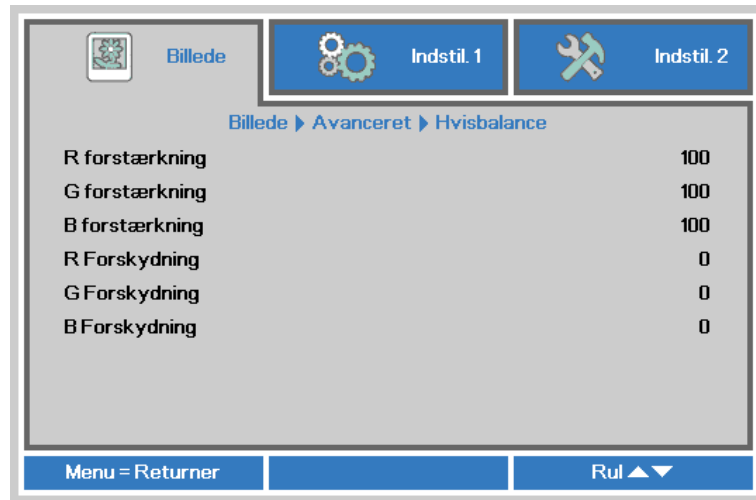 Billede
Indstil. 1
Indstil. 2
Billede ▶ Avanceret ▶ Hvisbalance
R forstærkning 100
G forstærkning 100
B forstærkning 100
R Forskydning 0
G Forskydning 0
B Forskydning 0
Menu = Returner
Rul ▲▼